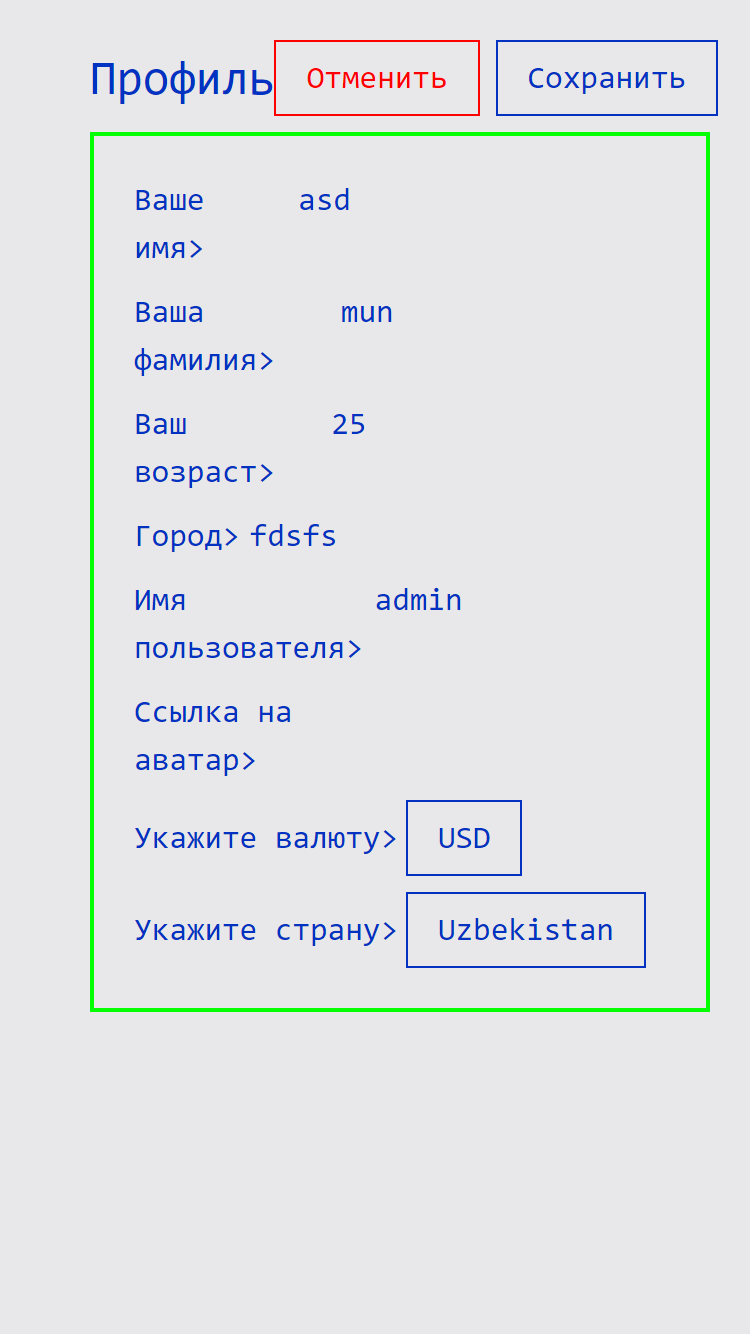 Профиль Отменить Сохранить
Ваше asd
имя>
Ваша mun
фамилия>
Ваш 25
возраст>
Город> fdsfs
Имя admin
пользователя>
Ссылка на
аватар>
Укажите валюту> USD
Укажите страну> Uzbekistan